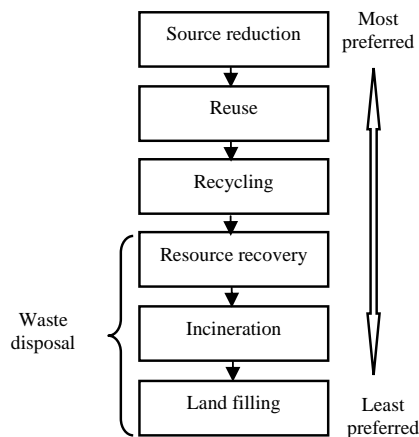 Source reduction
Most
preferred
Reuse
Recycling
Resource recovery
Waste
disposal
Incineration
Land filling
Least
preferred